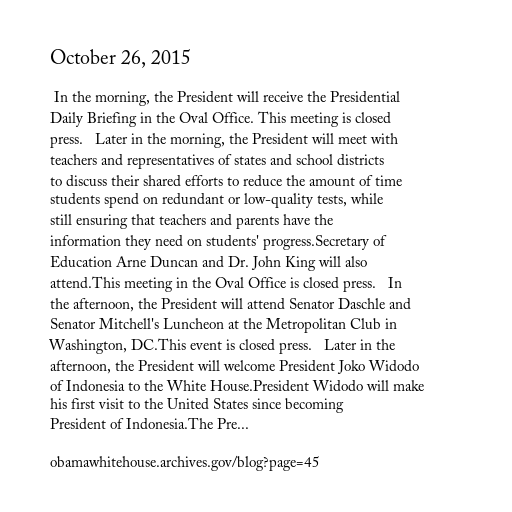 October 26, 2015
In the morning, the President will receive the Presidential
Daily Briefing in the Oval Office. This meeting is closed
press.   Later in the morning, the President will meet with
teachers and representatives of states and school districts
to discuss their shared efforts to reduce the amount of time
students spend on redundant or low-quality tests, while
still ensuring that teachers and parents have the
information they need on students' progress.Secretary of
Education Arne Duncan and Dr. John King will also
attend.This meeting in the Oval Office is closed press.   In
the afternoon, the President will attend Senator Daschle and
Senator Mitchell's Luncheon at the Metropolitan Club in
Washington, DC.This event is closed press.   Later in the
afternoon, the President will welcome President Joko Widodo
of Indonesia to the White House.President Widodo will make
his first visit to the United States since becoming
President of Indonesia.The Pre...
obamawhitehouse.archives.gov/blog?page=45